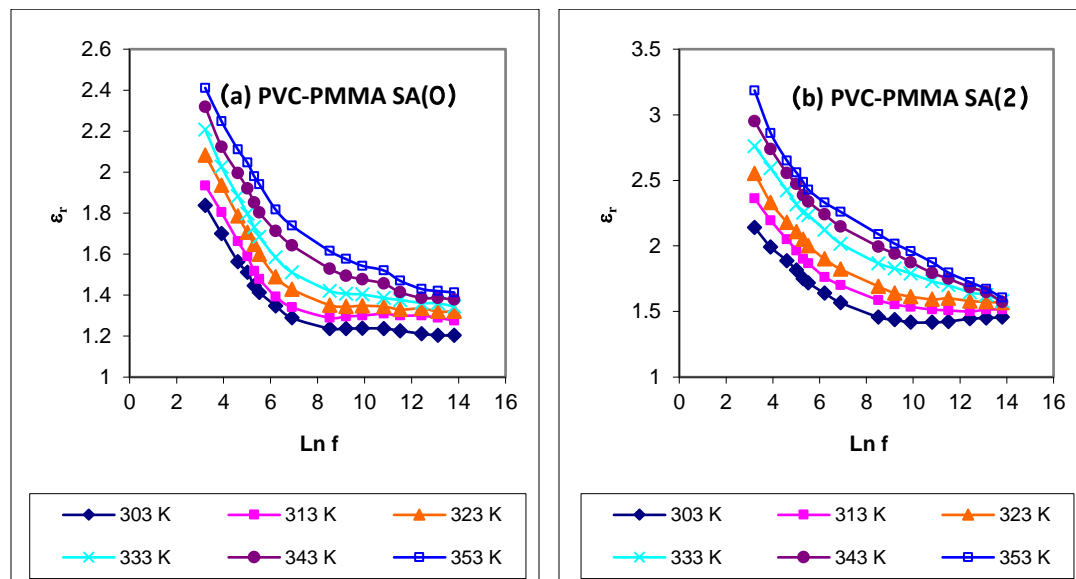 (a) PVC-PMMA SA(0)
2.6
2.4
2.2
2
1.8
1.6
1.4
1.2
1
εr
0 2 4 6 8 10 12 14 16
Ln f
303 K 313 K 323 K
333 K 343 K 353 K
(b) PVC-PMMA SA(2)
3.5
3
2.5
2
1.5
1
εr
0 2 4 6 8 10 12 14 16
Ln f
303 K 313 K 323 K
333 K 343 K 353 K